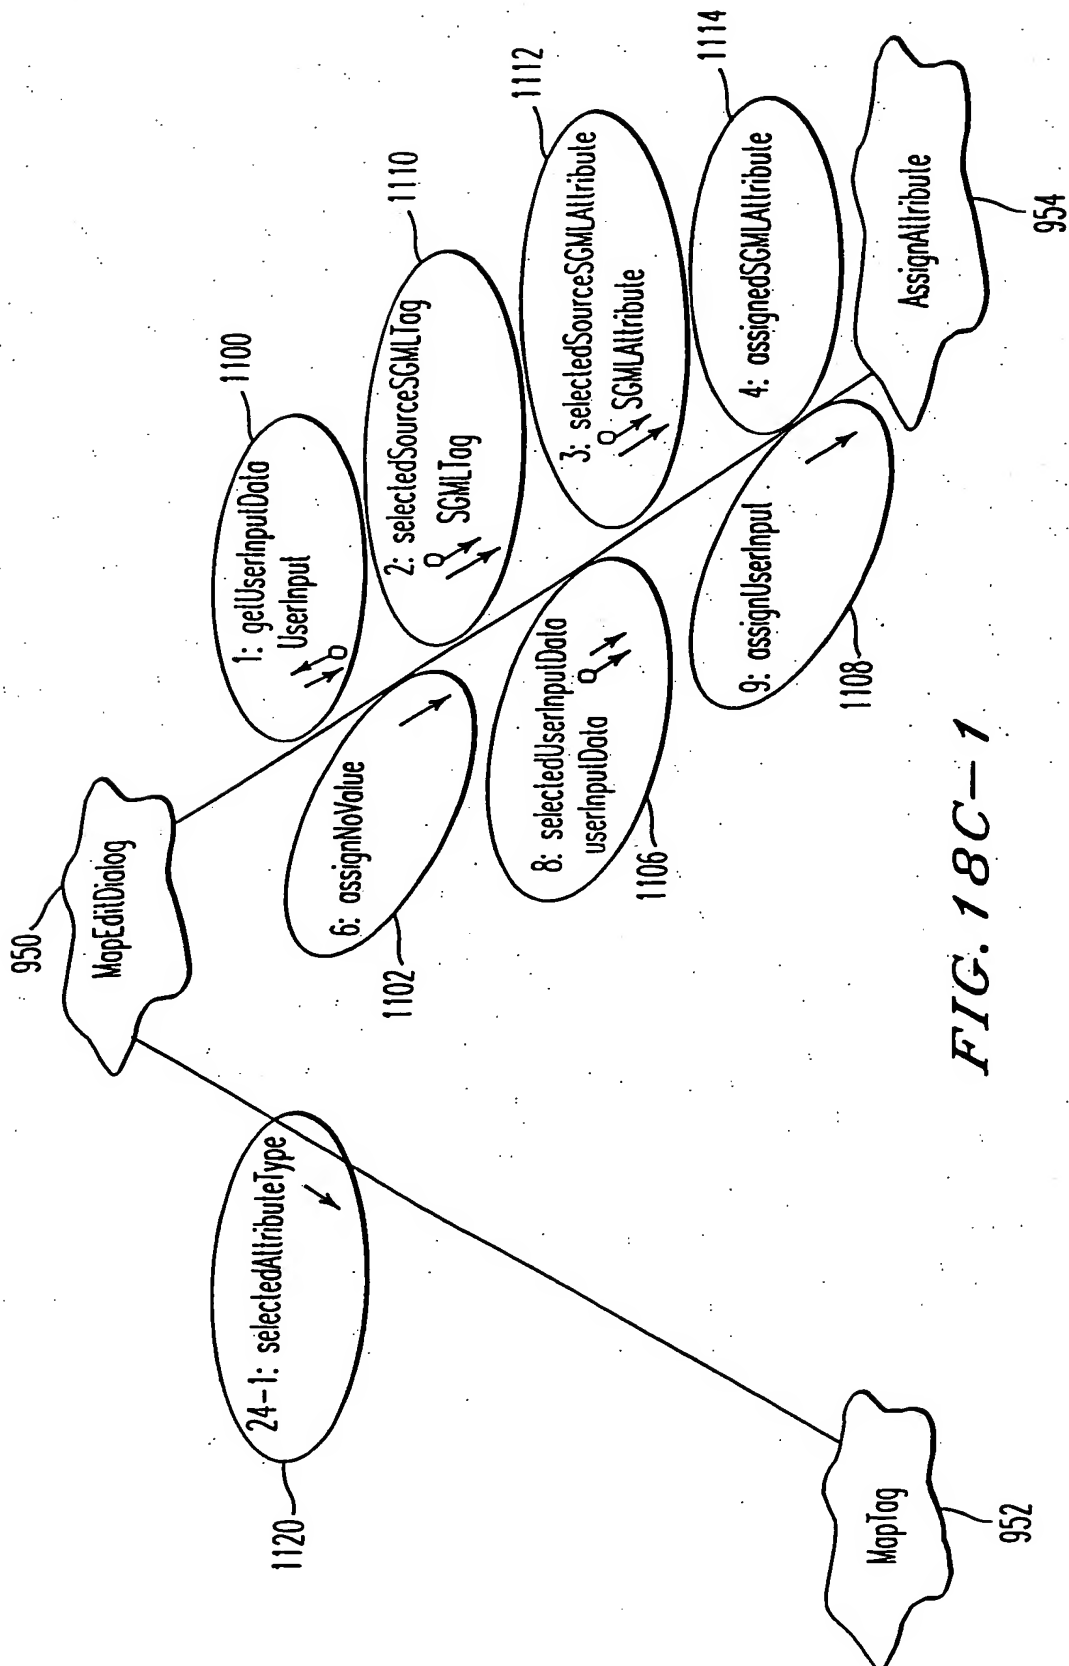 950
MapEditDialog
1100
1: getUserInputData
UserInput
1110
2: selectedSourceSGMLTag
SGMLTag
1112
3: selectedSourceSGMLAttribute
SGMLAttribute
1114
4: assignedSGMLAttribute
6: assignNoValue
1102
8: selectedUserInputData
userInputData
1106
9: assignUserInput
1108
AssignAttribute
954
24-1: selectedAttributeType
1120
MapTag
952
FIG. 18C-1